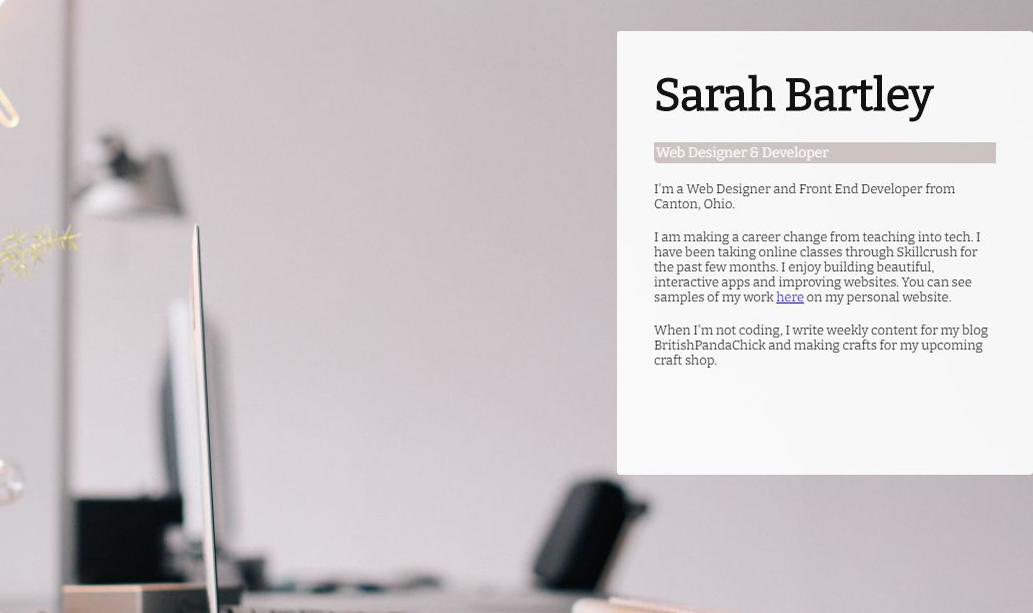 Sarah Bartley
Web Designer & Developer
I'm a Web Designer and Front End Developer from
Canton, Ohio.
I am making a career change from teaching into tech. I
have been taking online classes through Skillcrush for
the past few months. I enjoy building beautiful,
interactive apps and improving websites. You can see
samples of my work here on my personal website.
When I'm not coding, I write weekly content for my blog
BritishPandaChick and making crafts for my upcoming
craft shop.